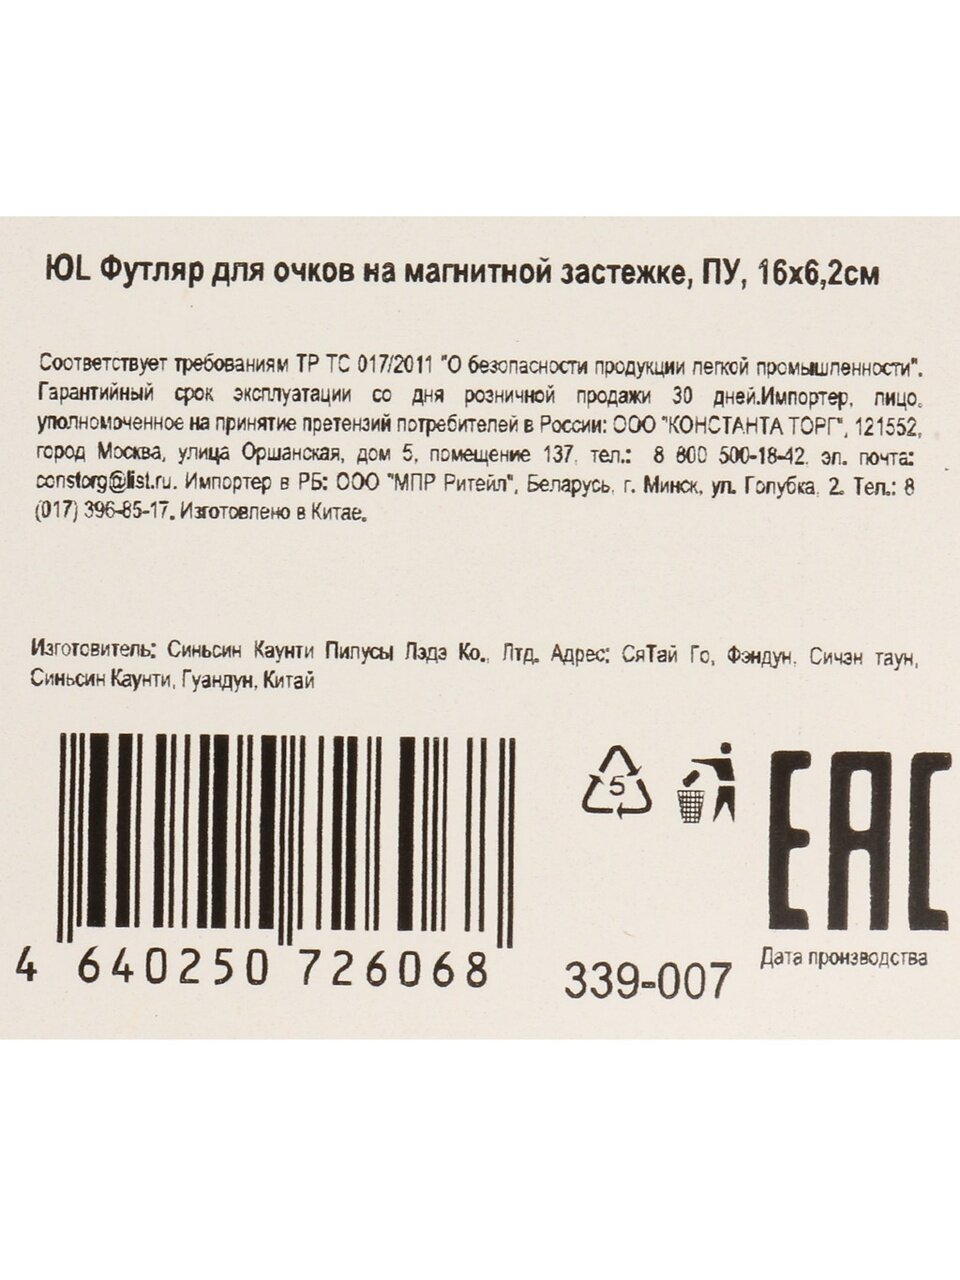 ЮL Футляр для очков на магнитной застежке, ПУ, 16х6,2см
Соответствует требованиям ТР ТС 017/2011 "О безопасности продукции легкой промышленности".
Гарантийный срок эксплуатации со дня розничной продажи 30 дней.Импортер, лицо,
уполномоченное на принятие претензий потребителей в России: ООО "КОНСТАНТА ТОРГ", 121552,
город Москва, улица Оршанская, дом 5, помещение 137, тел.: 8 800 500-18-42, эл. почта:
constorg@list.ru. Импортер в РБ: ООО "МПР Ритейл", Беларусь, г. Минск, ул. Голубка, 2. Тел.: 8
(017) 396-85-17. Изготовлено в Китае.
Изготовитель: Синьсин Каунти Пилусы Лэдэ Ко., Лтд. Адрес: СяТай Го, Фэндун, Сичэн таун,
Синьсин Каунти, Гуандун, Китай
5
EAC
4 640250 726068
339-007
Дата производства